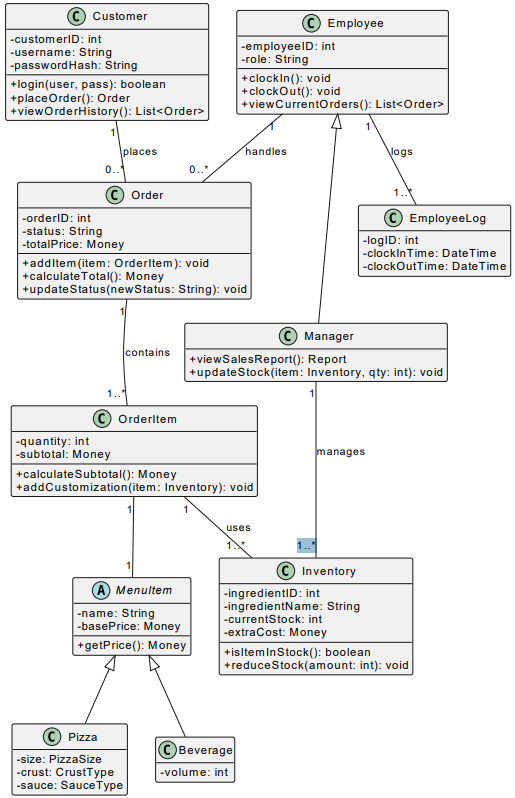 C Customer
-customerID: int
-username: String
-passwordHash: String
+login(user, pass): boolean
+placeOrder(): Order
+viewOrderHistory(): List<Order>
C Employee
-employeeID: int
-role: String
+clockIn(): void
+clockOut(): void
+viewCurrentOrders(): List<Order>
1
places
0..*
1
handles
0..*
1
logs
1..*
C Order
-orderID: int
-status: String
-totalPrice: Money
+addItem(item: OrderItem): void
+calculateTotal(): Money
+updateStatus(newStatus: String): void
C EmployeeLog
-logID: int
-clockInTime: DateTime
-clockOutTime: DateTime
1
contains
1..*
C Manager
+viewSalesReport(): Report
+updateStock(item: Inventory, qty: int): void
1
manages
1..*
C OrderItem
-quantity: int
-subtotal: Money
+calculateSubtotal(): Money
+addCustomization(item: Inventory): void
1
1
1
uses
1..*
A MenuItem
-name: String
-basePrice: Money
+getPrice(): Money
C Inventory
-ingredientID: int
-ingredientName: String
-currentStock: int
-extraCost: Money
+isItemInStock(): boolean
+reduceStock(amount: int): void
C Pizza
-size: PizzaSize
-crust: CrustType
-sauce: SauceType
C Beverage
-volume: int